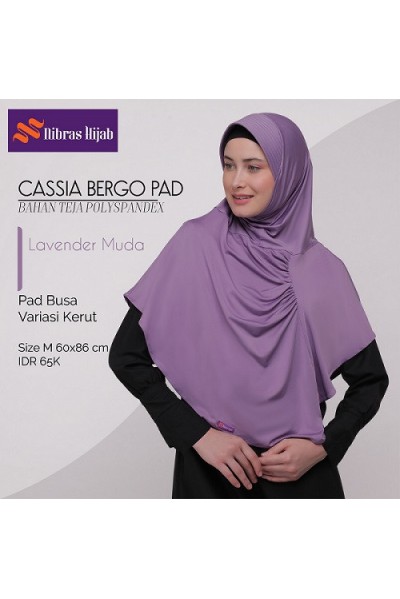 Nibras Hijab
CASSIA BERGO PAD
BAHAN TEJA POLYSPANDEX
Lavender Muda
Pad Busa
Variasi Kerut
Size M 60x86 cm
IDR 65K